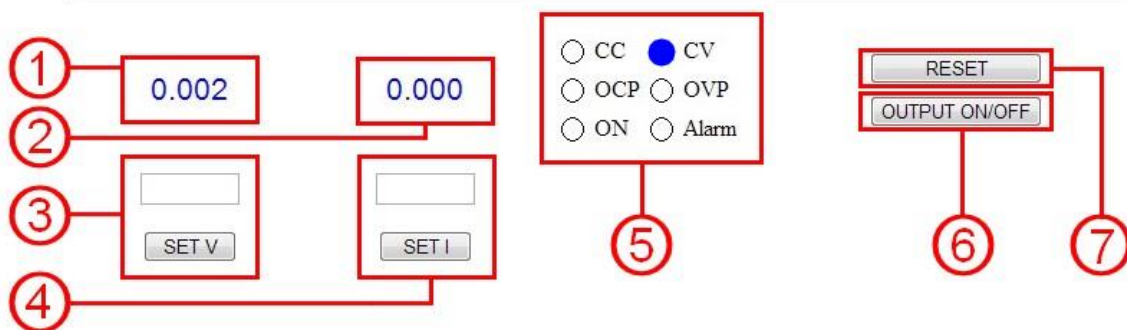 1
0.002
2
0.000
3
SET V
4
SET I
CC CV
OCP OVP
ON Alarm
5
RESET
OUTPUT ON/OFF
6
7